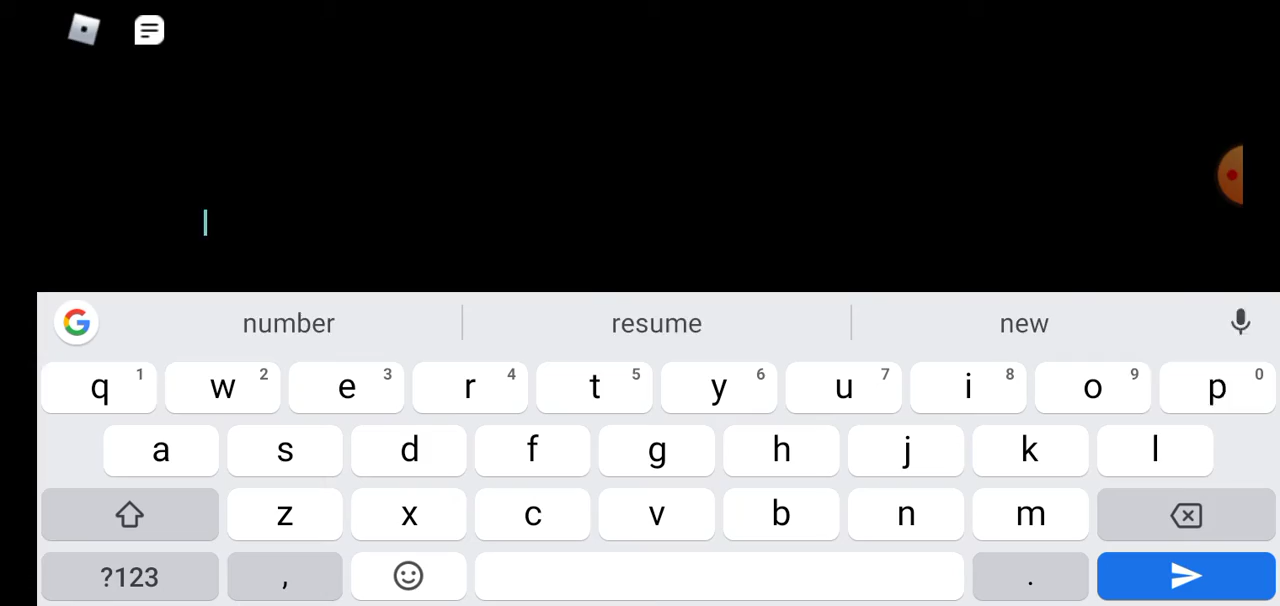 number resume new
q 1 w 2 e 3 r 4 t 5 y 6 u 7 i 8 o 9 p 0
a s d f g h j k l
z x c v b n m
?123 , .